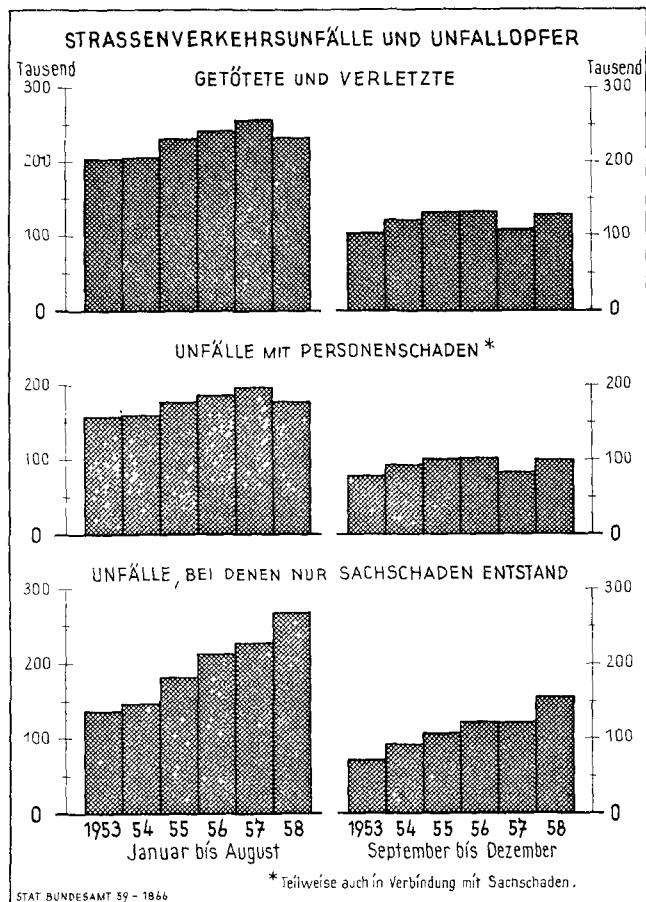 STRASSENVERKEHRSUNFÄLLE UND UNFALLOPFER
Tausend Tausend
GETÖTETE UND VERLETZTE
300 300
200 200
100 100
0 0
UNFÄLLE MIT PERSONENSCHADEN *
200 200
100 100
0 0
UNFÄLLE, BEI DENEN NUR SACHSCHADEN ENTSTAND
300 300
200 200
100 100
0 0
1953 54 55 56 57 58 1953 54 55 56 57 58
Januar bis August September bis Dezember
* Teilweise auch in Verbindung mit Sachschaden.
STAT BUNDESAMT 59 - 1866